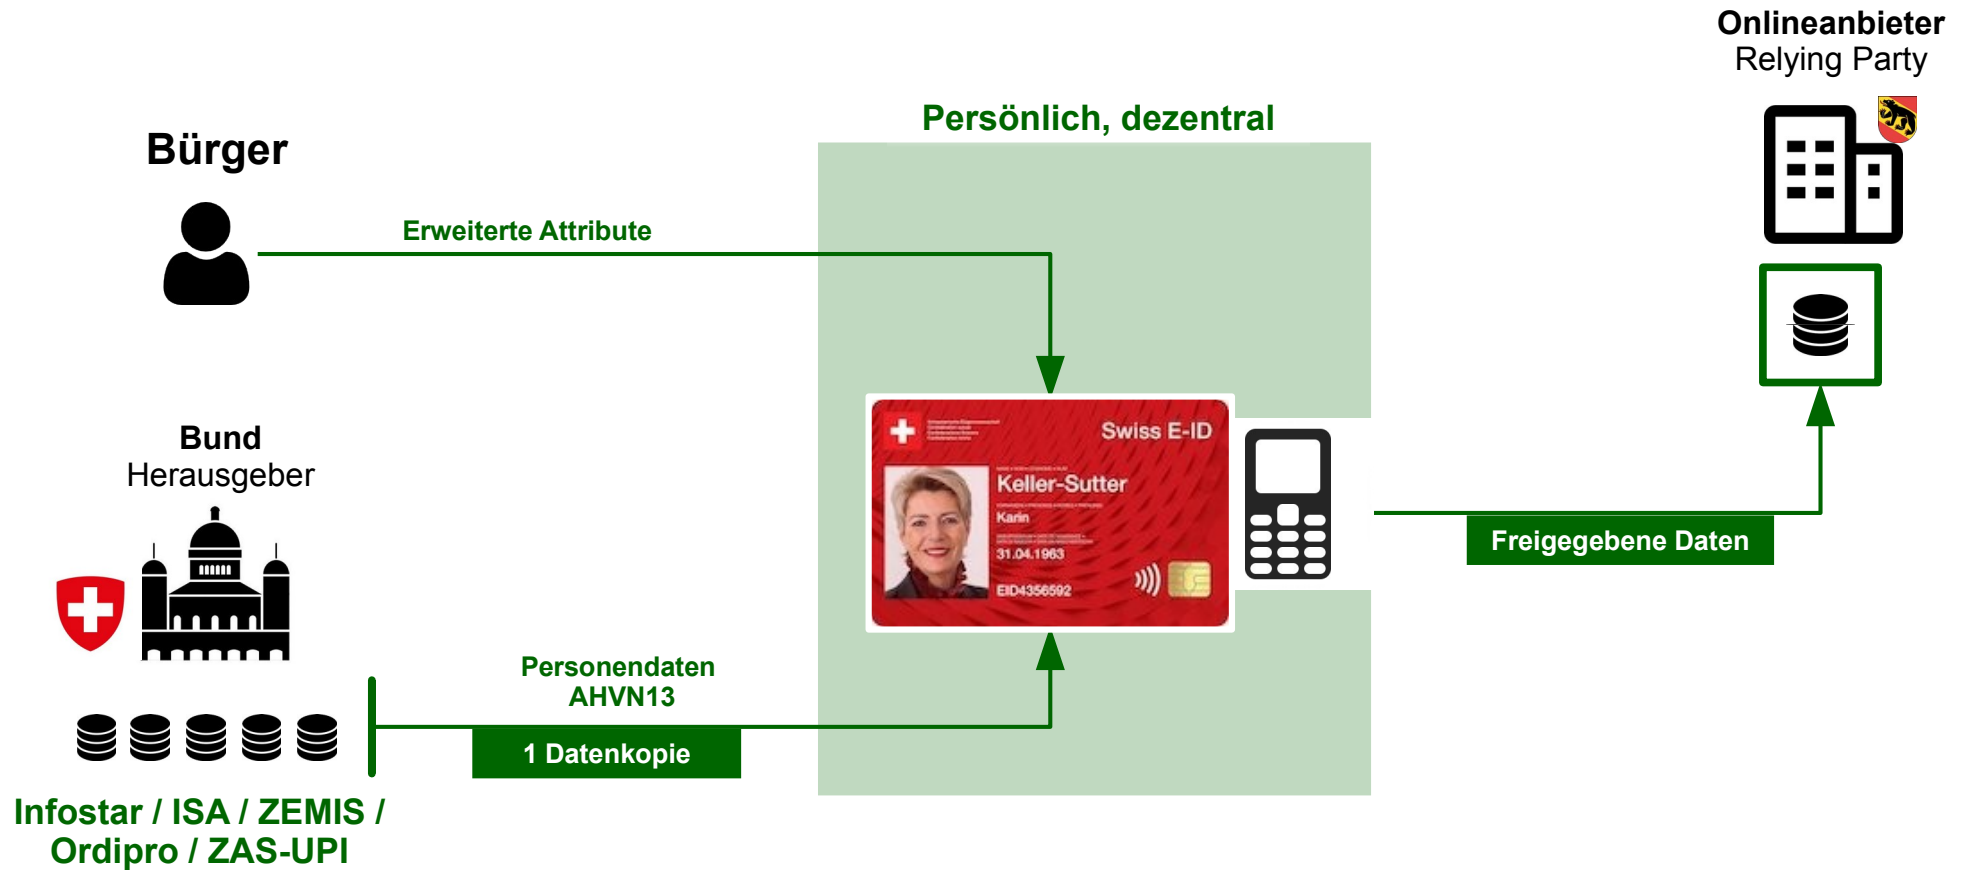 Onlineanbieter
Relying Party
Persönlich, dezentral
Bürger
Erweiterte Attribute
Bund
Herausgeber
Swiss E-ID
Keller-Sutter
Karin
31.04.1963
EID4356592
Freigegebene Daten
Personendaten
AHVN13
1 Datenkopie
Infostar / ISA / ZEMIS /
Ordipro / ZAS-UPI